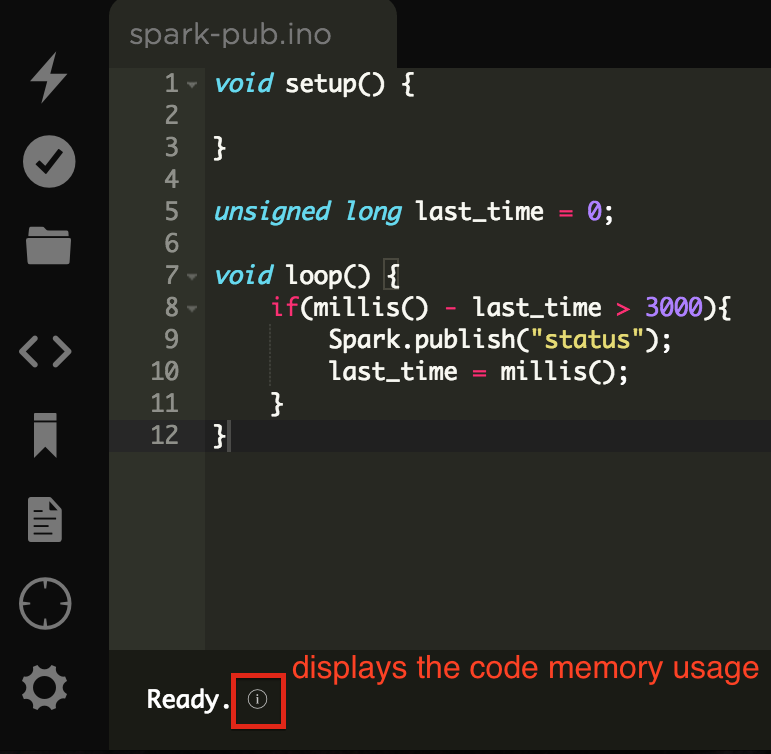 spark-pub.ino
1 void setup() {
2
3 }
4
5 unsigned long last_time = 0;
6
7 void loop() {
8     if(millis() - last_time > 3000){
9         Spark.publish("status");
10         last_time = millis();
11     }
12 }
displays the code memory usage
Ready.